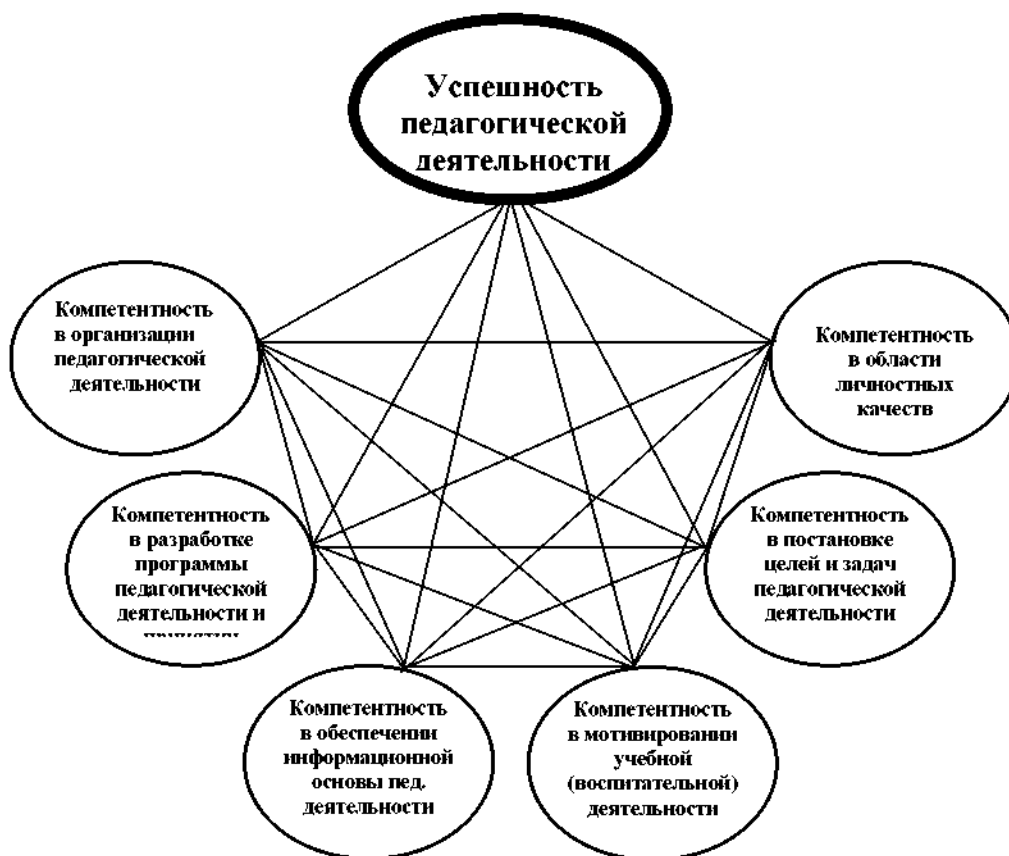 Успешность
педагогической
деятельности
Компетентность
в организации
педагогической
деятельности
Компетентность
в области
личностных
качеств
Компетентность
в разработке
программы
педагогической
деятельности и
Компетентность
в постановке
целей и задач
педагогической
деятельности
Компетентность
в обеспечении
информационной
основы пед.
деятельности
Компетентность
в мотивировании
учебной
(воспитательной)
деятельности